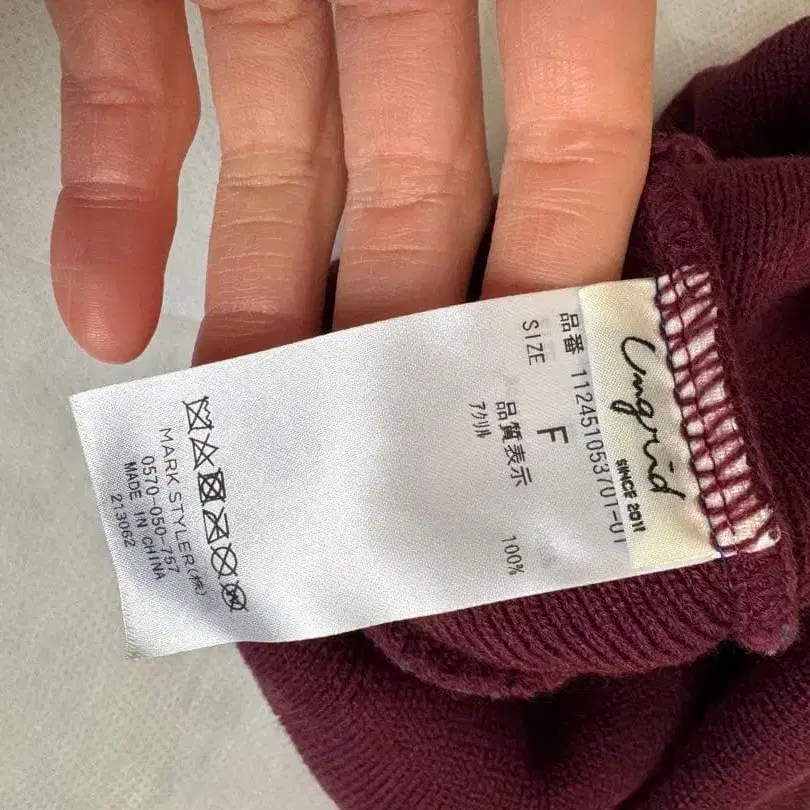 Ungrid
SINCE 2011
品番 112451053701-01
SIZE F
品質表示
アクリル 100%
MARK STYLER(株)
0570-050-757
MADE IN CHINA
213062